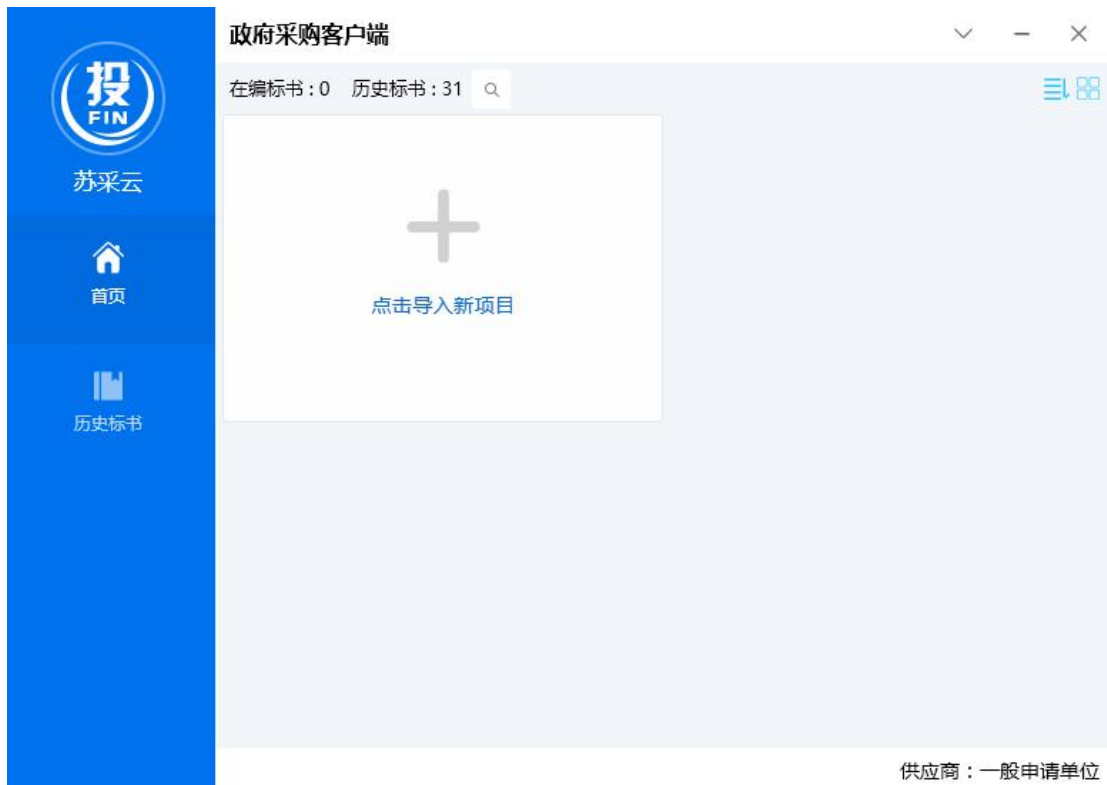 政府采购客户端
投
FIN
苏采云
首页
历史标书
在编标书：0 历史标书：31
点击导入新项目
供应商：一般申请单位